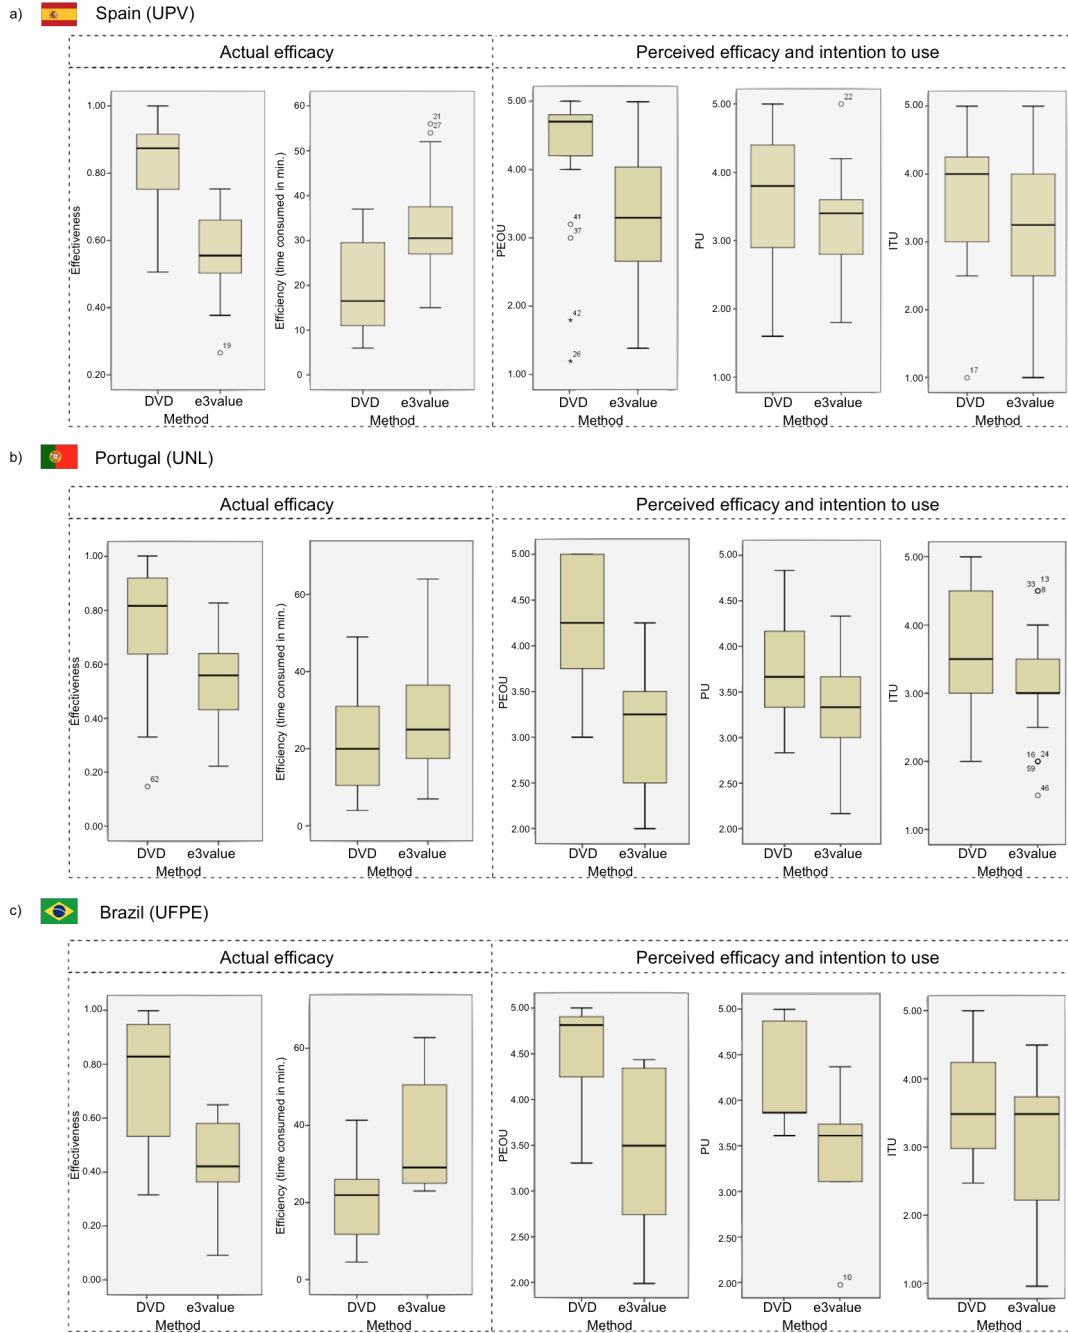 a) Spain (UPV)
Actual efficacy
Perceived efficacy and intention to use
Effectiveness
1.00
0.80
0.60
0.40
0.20
19
DVD e3value
Method
Efficiency (time consumed in min.)
60
50
40
30
20
10
0
21
27
DVD e3value
Method
PEOU
5.00
4.00
3.00
2.00
1.00
41
37
42
26
DVD e3value
Method
PU
5.00
4.00
3.00
2.00
1.00
22
DVD e3value
Method
ITU
5.00
4.00
3.00
2.00
1.00
17
DVD e3value
Method
b) Portugal (UNL)
Actual efficacy
Perceived efficacy and intention to use
Effectiveness
1.00
0.80
0.60
0.40
0.20
0.00
62
DVD e3value
Method
Efficiency (time consumed in min.)
60
40
20
0
DVD e3value
Method
PEOU
5.00
4.50
4.00
3.50
3.00
2.50
2.00
DVD e3value
Method
PU
5.00
4.50
4.00
3.50
3.00
2.50
2.00
DVD e3value
Method
ITU
5.00
4.00
3.00
2.00
1.00
33 13
8
16 24
59
46
DVD e3value
Method
c) Brazil (UFPE)
Actual efficacy
Perceived efficacy and intention to use
Effectiveness
1.00
0.80
0.60
0.40
0.20
0.00
DVD e3value
Method
Efficiency (time consumed in min.)
60
40
20
0
DVD e3value
Method
PEOU
5.00
4.50
4.00
3.50
3.00
2.50
2.00
DVD e3value
Method
PU
5.00
4.50
4.00
3.50
3.00
2.50
2.00
10
DVD e3value
Method
ITU
5.00
4.00
3.00
2.00
1.00
DVD e3value
Method